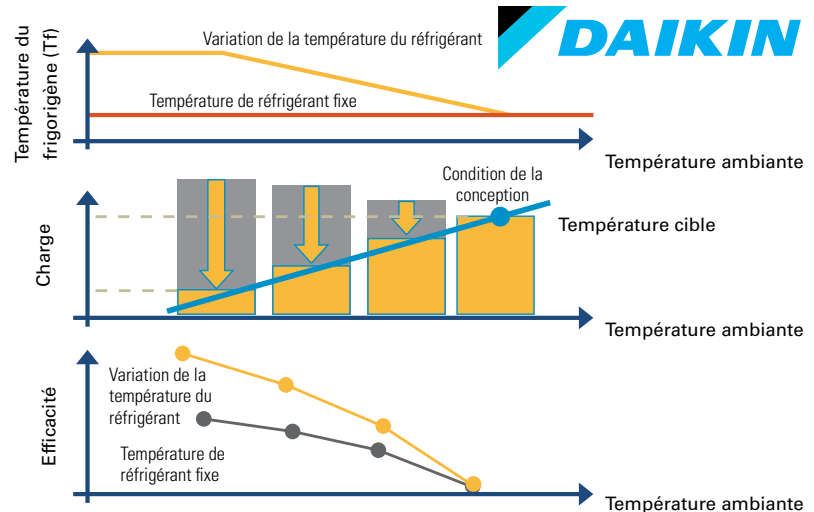 DAIKIN
Température du
frigorigène (Tf)
Variation de la température du réfrigérant
Température de réfrigérant fixe
Température ambiante
Charge
Condition de la
conception
Température cible
Température ambiante
Efficacité
Variation de la
température du
réfrigérant
Température de
réfrigérant fixe
Température ambiante